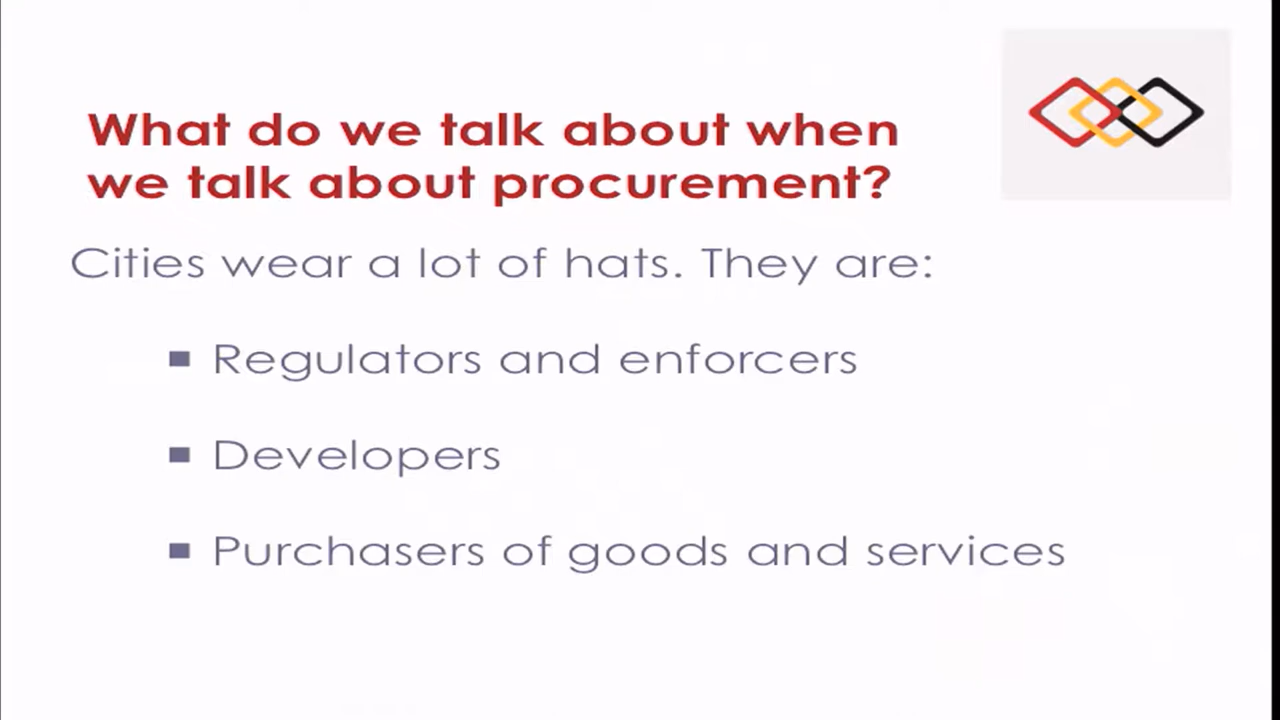 What do we talk about when
we talk about procurement?
Cities wear a lot of hats. They are:
Regulators and enforcers
Developers
Purchasers of goods and services